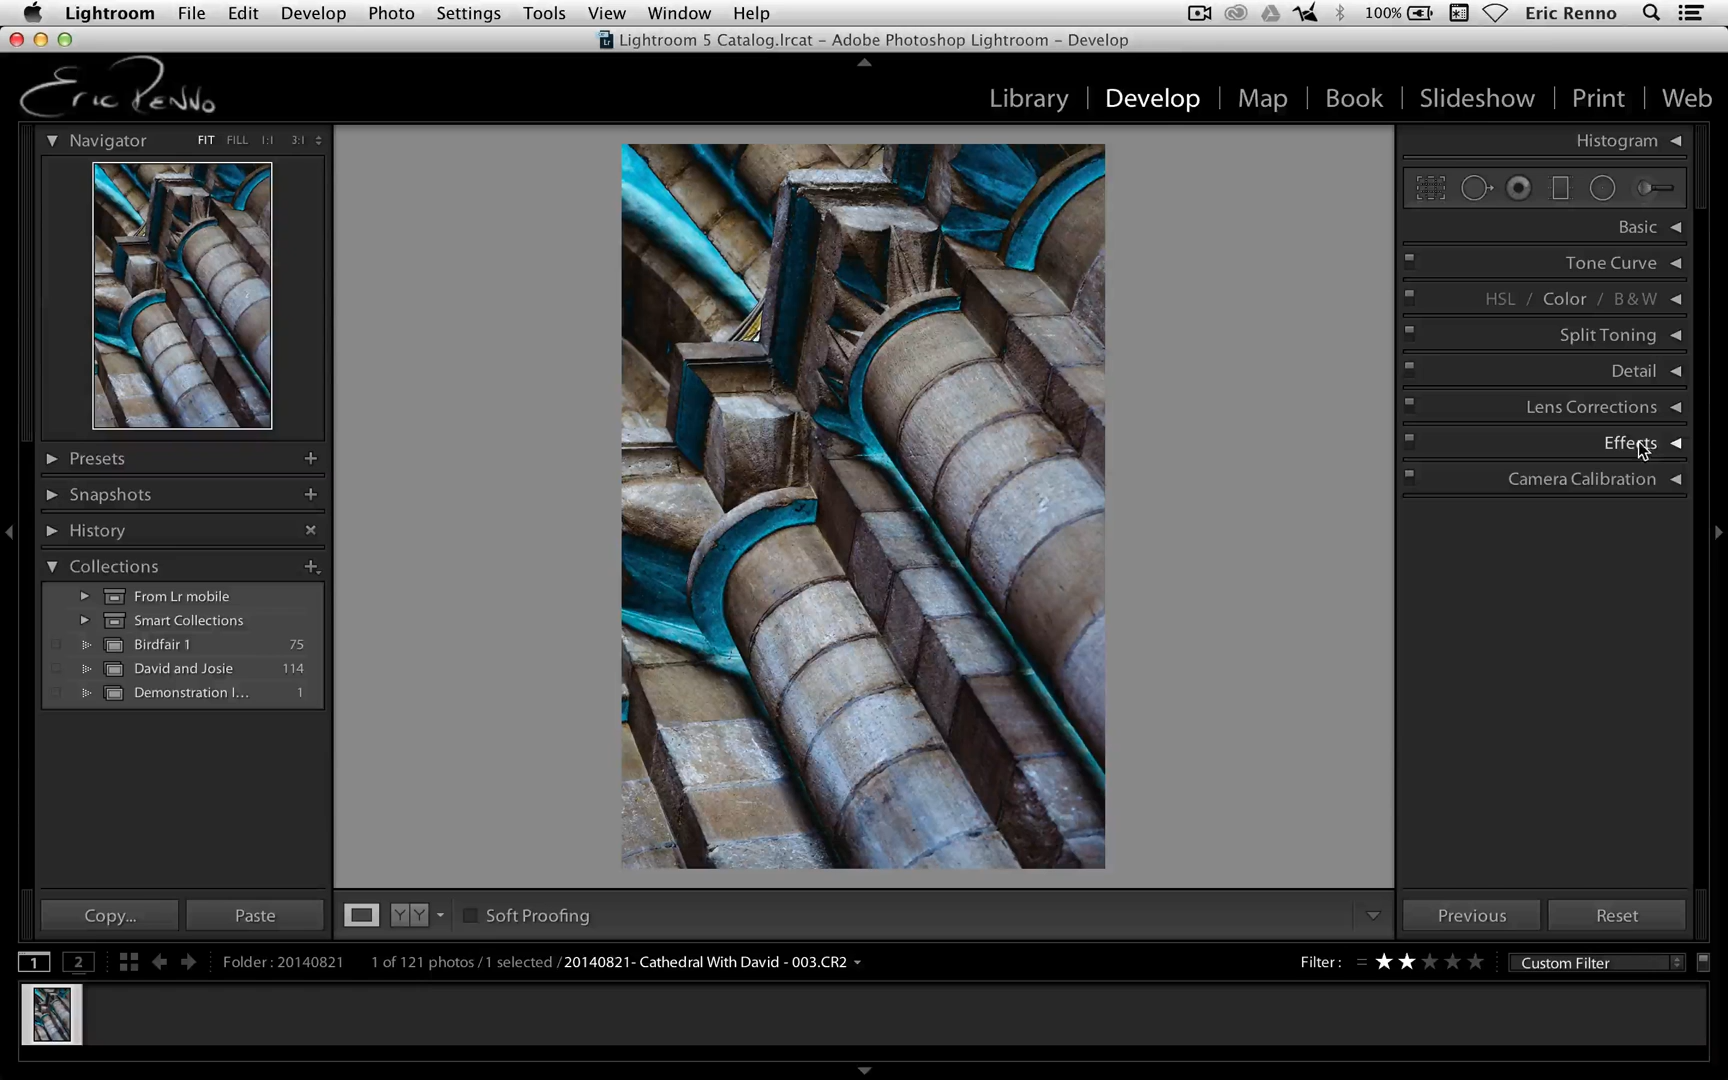 Lightroom File Edit Develop Photo Settings Tools View Window Help 100% Eric Renno
Lightroom 5 Catalog.lrcat – Adobe Photoshop Lightroom – Develop
Eric Renno
Library | Develop | Map | Book | Slideshow | Print | Web
Navigator FIT FILL 1:1 3:1
Histogram
Basic
Tone Curve
HSL / Color / B & W
Split Toning
Detail
Lens Corrections
Effects
Camera Calibration
Presets
Snapshots
History
Collections
From Lr mobile
Smart Collections
Birdfair 1 75
David and Josie 114
Demonstration I... 1
Copy... Paste
Y Y Soft Proofing
Previous Reset
1 2 Folder : 20140821 1 of 121 photos / 1 selected / 20140821- Cathedral With David - 003.CR2
Filter : Custom Filter